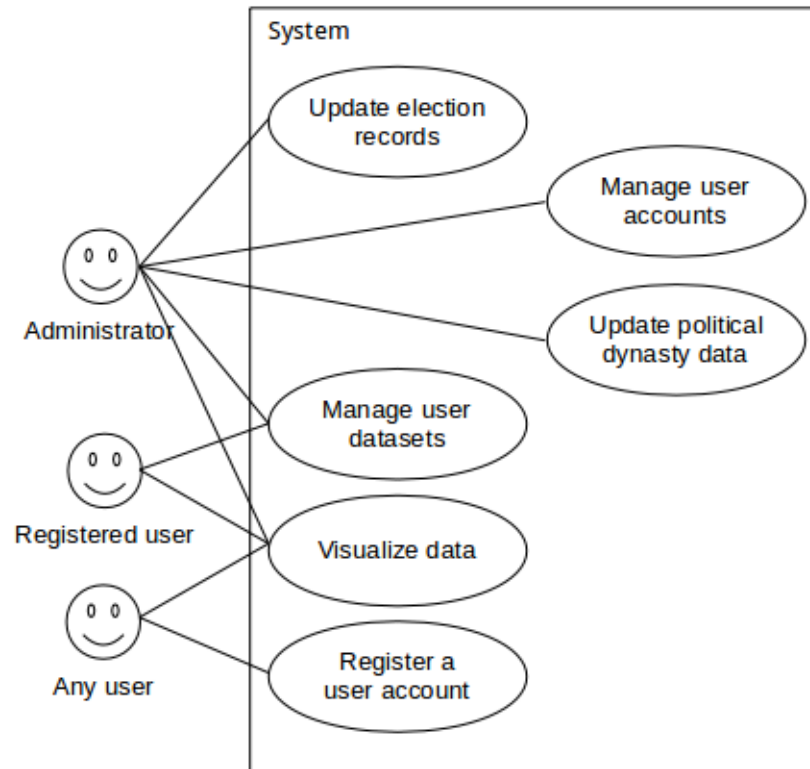 System
Update election
records
Manage user
accounts
Administrator
Update political
dynasty data
Manage user
datasets
Registered user
Visualize data
Any user
Register a
user account